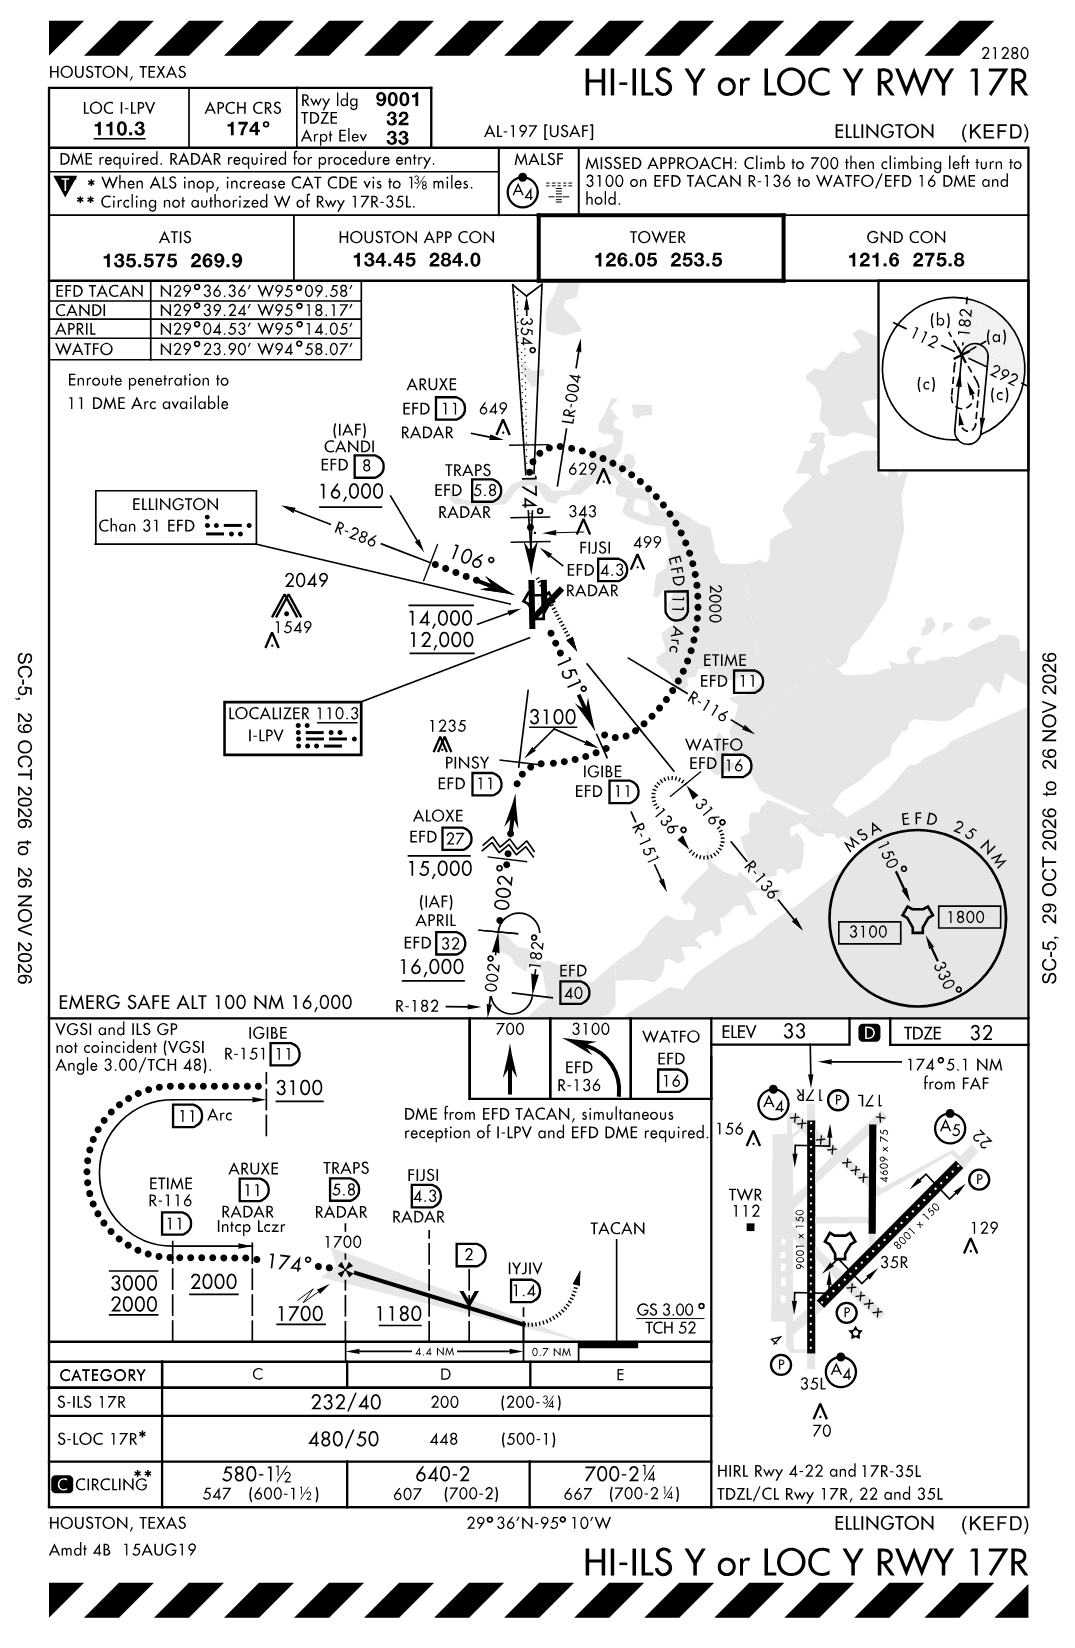 21280
HOUSTON, TEXAS
HI-ILS Y or LOC Y RWY 17R
LOC I-LPV
110.3
APCH CRS
174°
Rwy ldg 9001
TDZE 32
Arpt Elev 33
AL-197 [USAF]
ELLINGTON (KEFD)
DME required. RADAR required for procedure entry.
T * When ALS inop, increase CAT CDE vis to 1⅜ miles.
** Circling not authorized W of Rwy 17R-35L.
MALSF
A4
MISSED APPROACH: Climb to 700 then climbing left turn to
3100 on EFD TACAN R-136 to WATFO/EFD 16 DME and
hold.
ATIS
135.575 269.9
HOUSTON APP CON
134.45 284.0
TOWER
126.05 253.5
GND CON
121.6 275.8
EFD TACAN N29°36.36' W95°09.58'
CANDI N29°39.24' W95°18.17'
APRIL N29°04.53' W95°14.05'
WATFO N29°23.90' W94°58.07'
Enroute penetration to
11 DME Arc available
354°
LR-004
(b)
182
(a)
112
292
(c)
(c)
ARUXE
EFD 11
RADAR
649
(IAF)
CANDI
EFD 8
16,000
TRAPS
EFD 5.8
RADAR
174°
629
343
499
FIJSI
EFD 4.3
RADAR
ELLINGTON
Chan 31 EFD
R-286
106°
EFD 11 Arc
2000
2049
1549
14,000
12,000
151°
ETIME
EFD 11
R-116
LOCALIZER 110.3
I-LPV
1235
3100
PINSY
EFD 11
IGIBE
EFD 11
WATFO
EFD 16
316°
136°
R-151
R-136
ALOXE
EFD 27
15,000
002°
(IAF)
APRIL
EFD 32
16,000
002°
182°
EFD
40
R-182
MSA EFD 25 NM
150°
3100
1800
330°
EMERG SAFE ALT 100 NM 16,000
SC-5, 29 OCT 2026 to 26 NOV 2026
SC-5, 29 OCT 2026 to 26 NOV 2026
VGSI and ILS GP
not coincident (VGSI
Angle 3.00/TCH 48).
IGIBE
R-151 11
3100
11 Arc
700
3100
EFD
R-136
WATFO
EFD
16
DME from EFD TACAN, simultaneous
reception of I-LPV and EFD DME required.
ETIME
R-116
11
ARUXE
11
RADAR
Intcp Lczr
TRAPS
5.8
RADAR
1700
FIJSI
4.3
RADAR
2
IYJIV
1.4
TACAN
174°
3000
2000
2000
1700
1180
GS 3.00°
TCH 52
4.4 NM
0.7 NM
ELEV 33
D
TDZE 32
174° 5.1 NM
from FAF
A4
17R
P
17L
A5
22
156
4609 x 75
P
TWR
112
9001 x 150
8001 x 150
129
35R
P
4
P
35L
A4
70
HIRL Rwy 4-22 and 17R-35L
TDZL/CL Rwy 17R, 22 and 35L
CATEGORY C D E
S-ILS 17R 232/40 200 (200-¾)
S-LOC 17R* 480/50 448 (500-1)
C CIRCLING** 580-1½ 640-2 700-2¼
547 (600-1½) 607 (700-2) 667 (700-2¼)
HOUSTON, TEXAS
29°36'N-95°10'W
ELLINGTON (KEFD)
Amdt 4B 15AUG19
HI-ILS Y or LOC Y RWY 17R